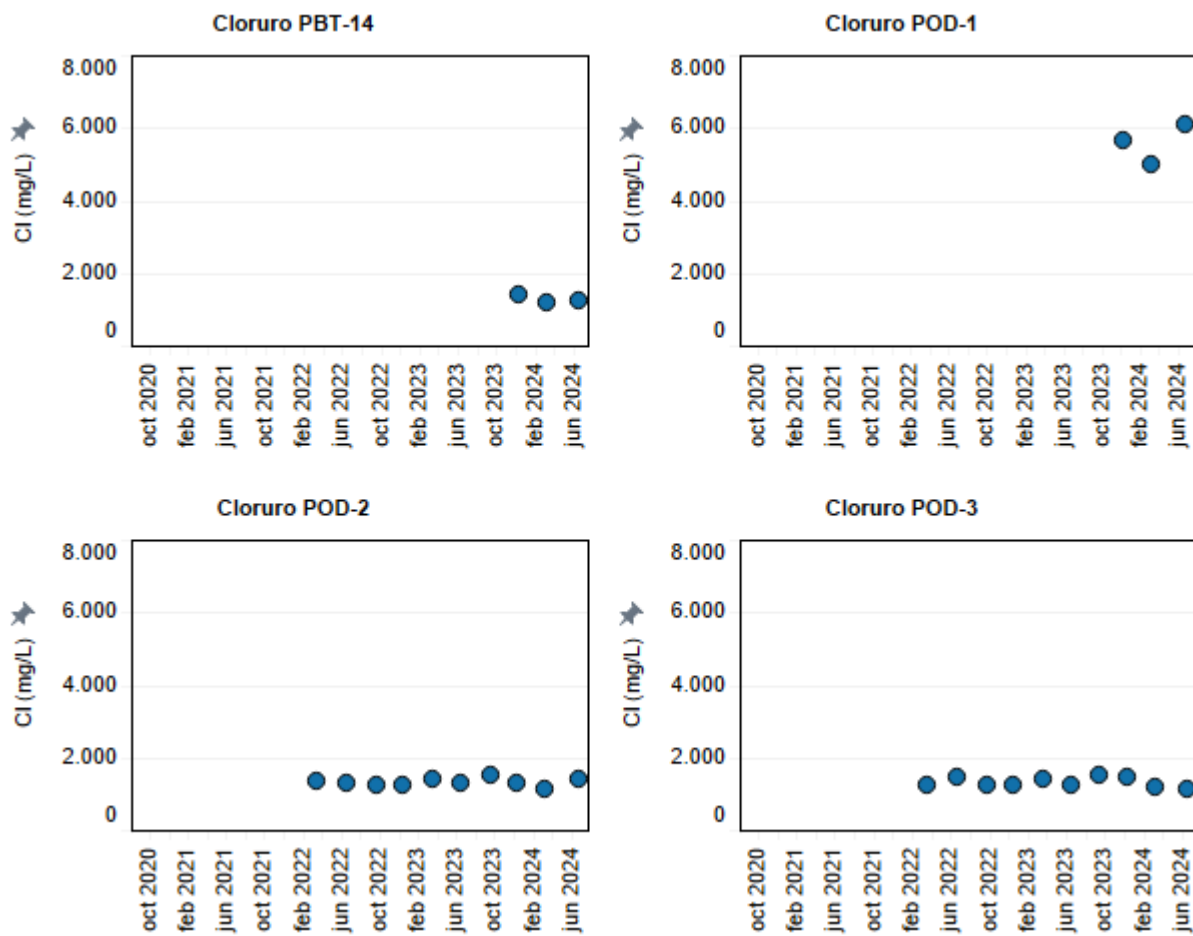 Cloruro PBT-14
8.000
6.000
4.000
2.000
0
Cl (mg/L)
oct 2020
feb 2021
jun 2021
oct 2021
feb 2022
jun 2022
oct 2022
feb 2023
jun 2023
oct 2023
feb 2024
jun 2024
Cloruro POD-1
8.000
6.000
4.000
2.000
0
Cl (mg/L)
oct 2020
feb 2021
jun 2021
oct 2021
feb 2022
jun 2022
oct 2022
feb 2023
jun 2023
oct 2023
feb 2024
jun 2024
Cloruro POD-2
8.000
6.000
4.000
2.000
0
Cl (mg/L)
oct 2020
feb 2021
jun 2021
oct 2021
feb 2022
jun 2022
oct 2022
feb 2023
jun 2023
oct 2023
feb 2024
jun 2024
Cloruro POD-3
8.000
6.000
4.000
2.000
0
Cl (mg/L)
oct 2020
feb 2021
jun 2021
oct 2021
feb 2022
jun 2022
oct 2022
feb 2023
jun 2023
oct 2023
feb 2024
jun 2024